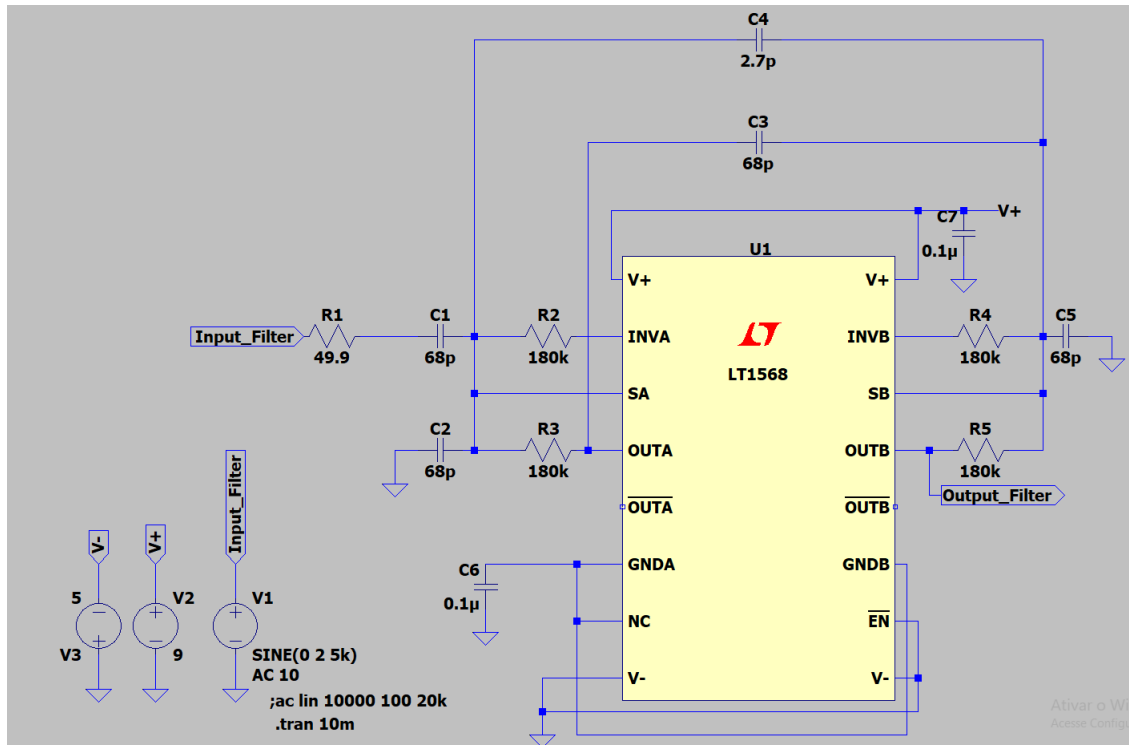 C4
2.7p
C3
68p
C7
V+
0.1µ
U1
V+
V+
R1
C1
R2
R4
C5
Input_Filter
INVA
INVB
49.9
68p
180k
180k
68p
LT1568
SA
SB
C2
R3
R5
OUTA
OUTB
68p
180k
180k
Output_Filter
OUTA
OUTB
Input_Filter
V-
V+
C6
GNDA
GNDB
0.1µ
5
V2
V1
NC
EN
V3
9
SINE(0 2 5k)
AC 10
V-
V-
;ac lin 10000 100 20k
.tran 10m
Ativar o Wi
Acesse Configu